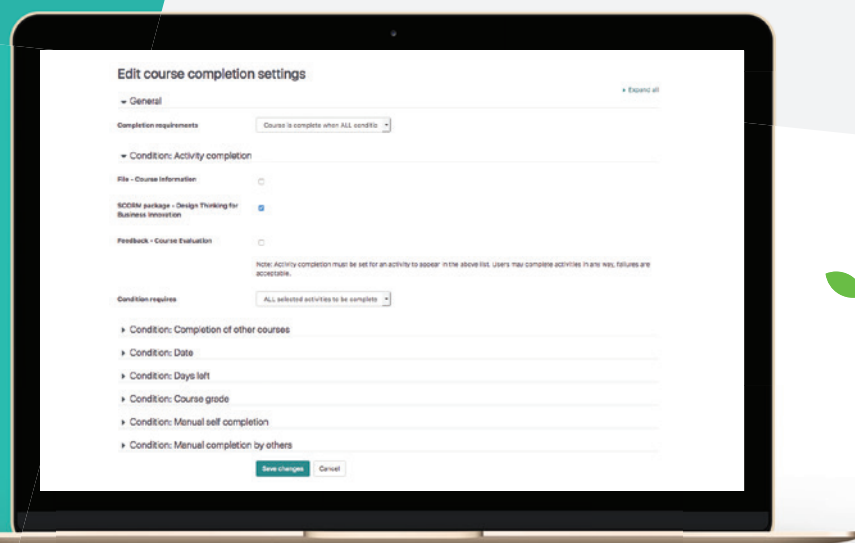 Edit course completion settings
Expand all
General
Completion requirements
Course is complete when ALL conditio
Condition: Activity completion
File - Course Information
SCORM package - Design Thinking for
Business Innovation
Feedback - Course Evaluation
Note: Activity completion must be set for an activity to appear in the above list. Users may complete activities in any way, failures are
acceptable.
Condition requires
ALL selected activities to be complete
Condition: Completion of other courses
Condition: Date
Condition: Days left
Condition: Course grade
Condition: Manual self completion
Condition: Manual completion by others
Save changes
Cancel